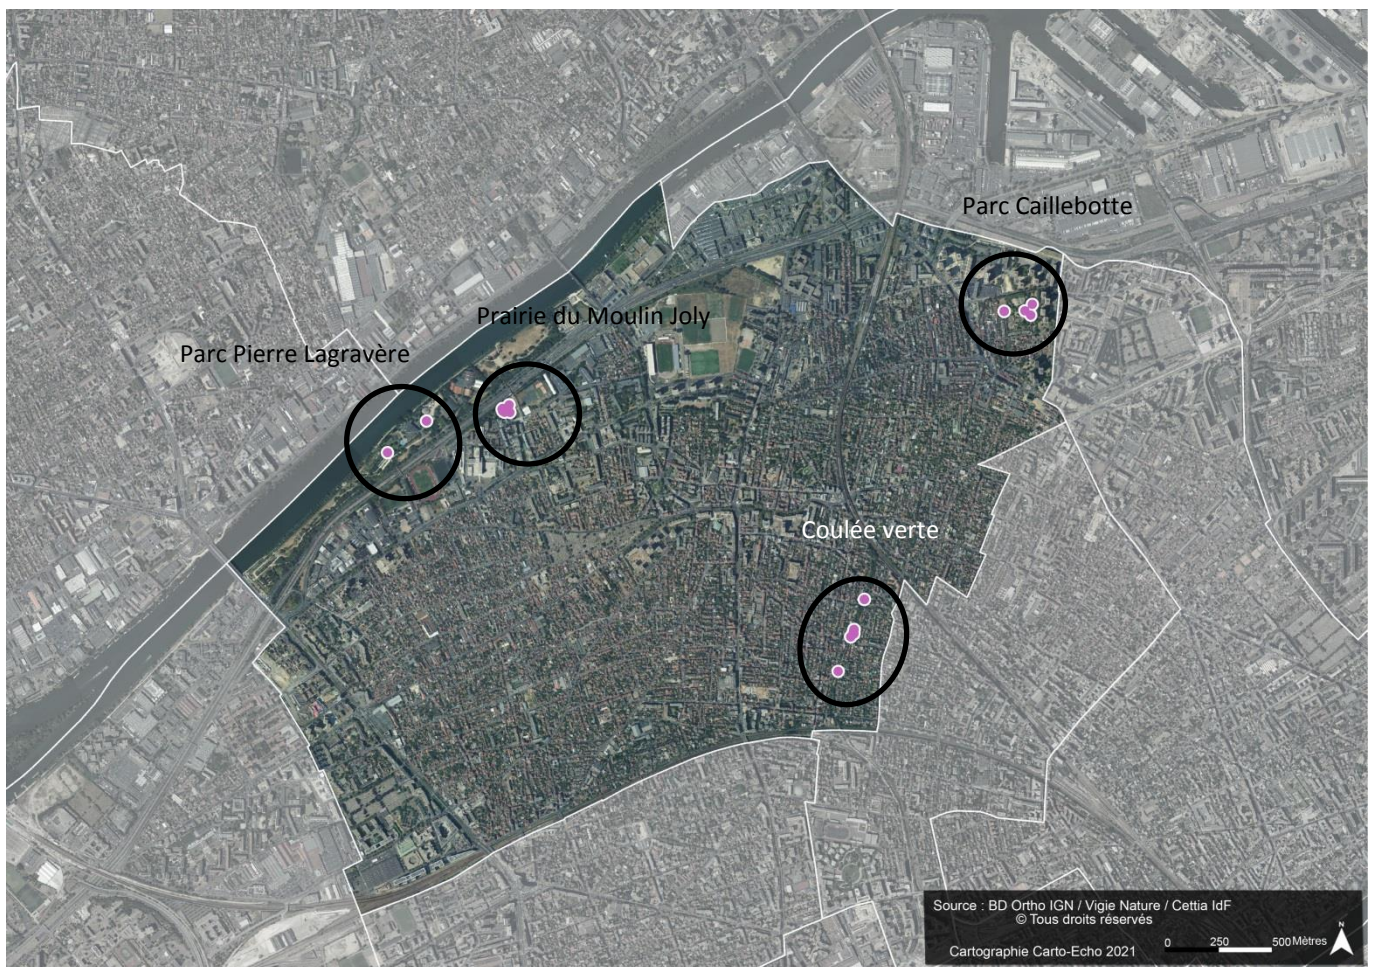 Parc Caillebotte
Prairie du Moulin Joly
Parc Pierre Lagravère
Coulée verte
Source : BD Ortho IGN / Vigie Nature / Cettia IdF
© Tous droits réservés
Cartographie Carto-Echo 2021
0 250 500 Mètres
N